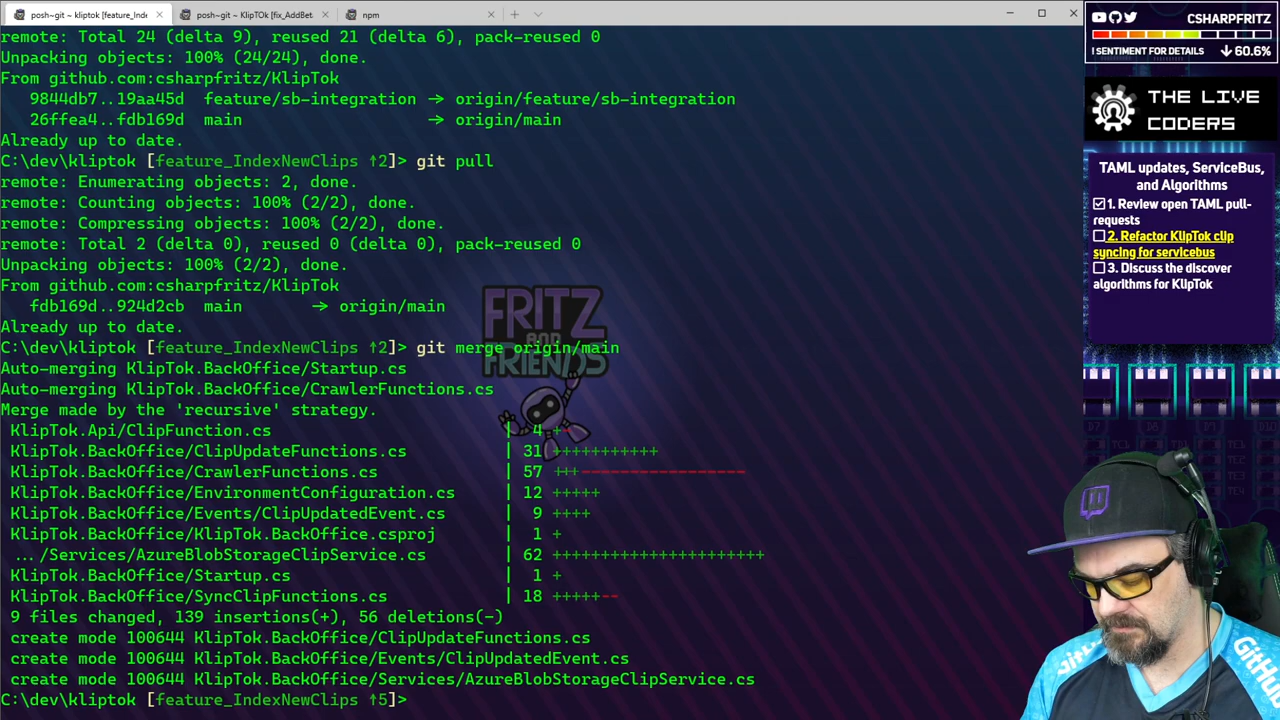 posh~git ~ kliptok [feature_Inde
posh~git ~ KlipTOk [fix_AddBet
npm
remote: Total 24 (delta 9), reused 21 (delta 6), pack-reused 0
Unpacking objects: 100% (24/24), done.
From github.com:csharpfritz/KlipTok
9844db7..19aa45d feature/sb-integration → origin/feature/sb-integration
26ffea4..fdb169d main → origin/main
Already up to date.
C:\dev\kliptok [feature_IndexNewClips ↑2]> git pull
remote: Enumerating objects: 2, done.
remote: Counting objects: 100% (2/2), done.
remote: Compressing objects: 100% (2/2), done.
remote: Total 2 (delta 0), reused 0 (delta 0), pack-reused 0
Unpacking objects: 100% (2/2), done.
From github.com:csharpfritz/KlipTok
fdb169d..924d2cb main → origin/main
Already up to date.
C:\dev\kliptok [feature_IndexNewClips ↑2]> git merge origin/main
Auto-merging KlipTok.BackOffice/Startup.cs
Auto-merging KlipTok.BackOffice/CrawlerFunctions.cs
Merge made by the 'recursive' strategy.
KlipTok.Api/ClipFunction.cs | 4 +-
KlipTok.BackOffice/ClipUpdateFunctions.cs | 31 +++++++++++
KlipTok.BackOffice/CrawlerFunctions.cs | 57 +++-----------------
KlipTok.BackOffice/EnvironmentConfiguration.cs | 12 +++++
KlipTok.BackOffice/Events/ClipUpdatedEvent.cs | 9 ++++
KlipTok.BackOffice/KlipTok.BackOffice.csproj | 1 +
.../Services/AzureBlobStorageClipService.cs | 62 ++++++++++++++++++++++
KlipTok.BackOffice/Startup.cs | 1 +
KlipTok.BackOffice/SyncClipFunctions.cs | 18 +++++--
9 files changed, 139 insertions(+), 56 deletions(-)
create mode 100644 KlipTok.BackOffice/ClipUpdateFunctions.cs
create mode 100644 KlipTok.BackOffice/Events/ClipUpdatedEvent.cs
create mode 100644 KlipTok.BackOffice/Services/AzureBlobStorageClipService.cs
C:\dev\kliptok [feature_IndexNewClips ↑5]>
FRITZ
AND
FRIENDS
CSHARPFRITZ
! SENTIMENT FOR DETAILS ↓60.6%
THE LIVE
CODERS
TAML updates, ServiceBus,
and Algorithms
1. Review open TAML pull-
requests
2. Refactor KlipTok clip
syncing for servicebus
3. Discuss the discover
algorithms for KlipTok
D7
D8
TE3
TE4
GitHub
GitHub